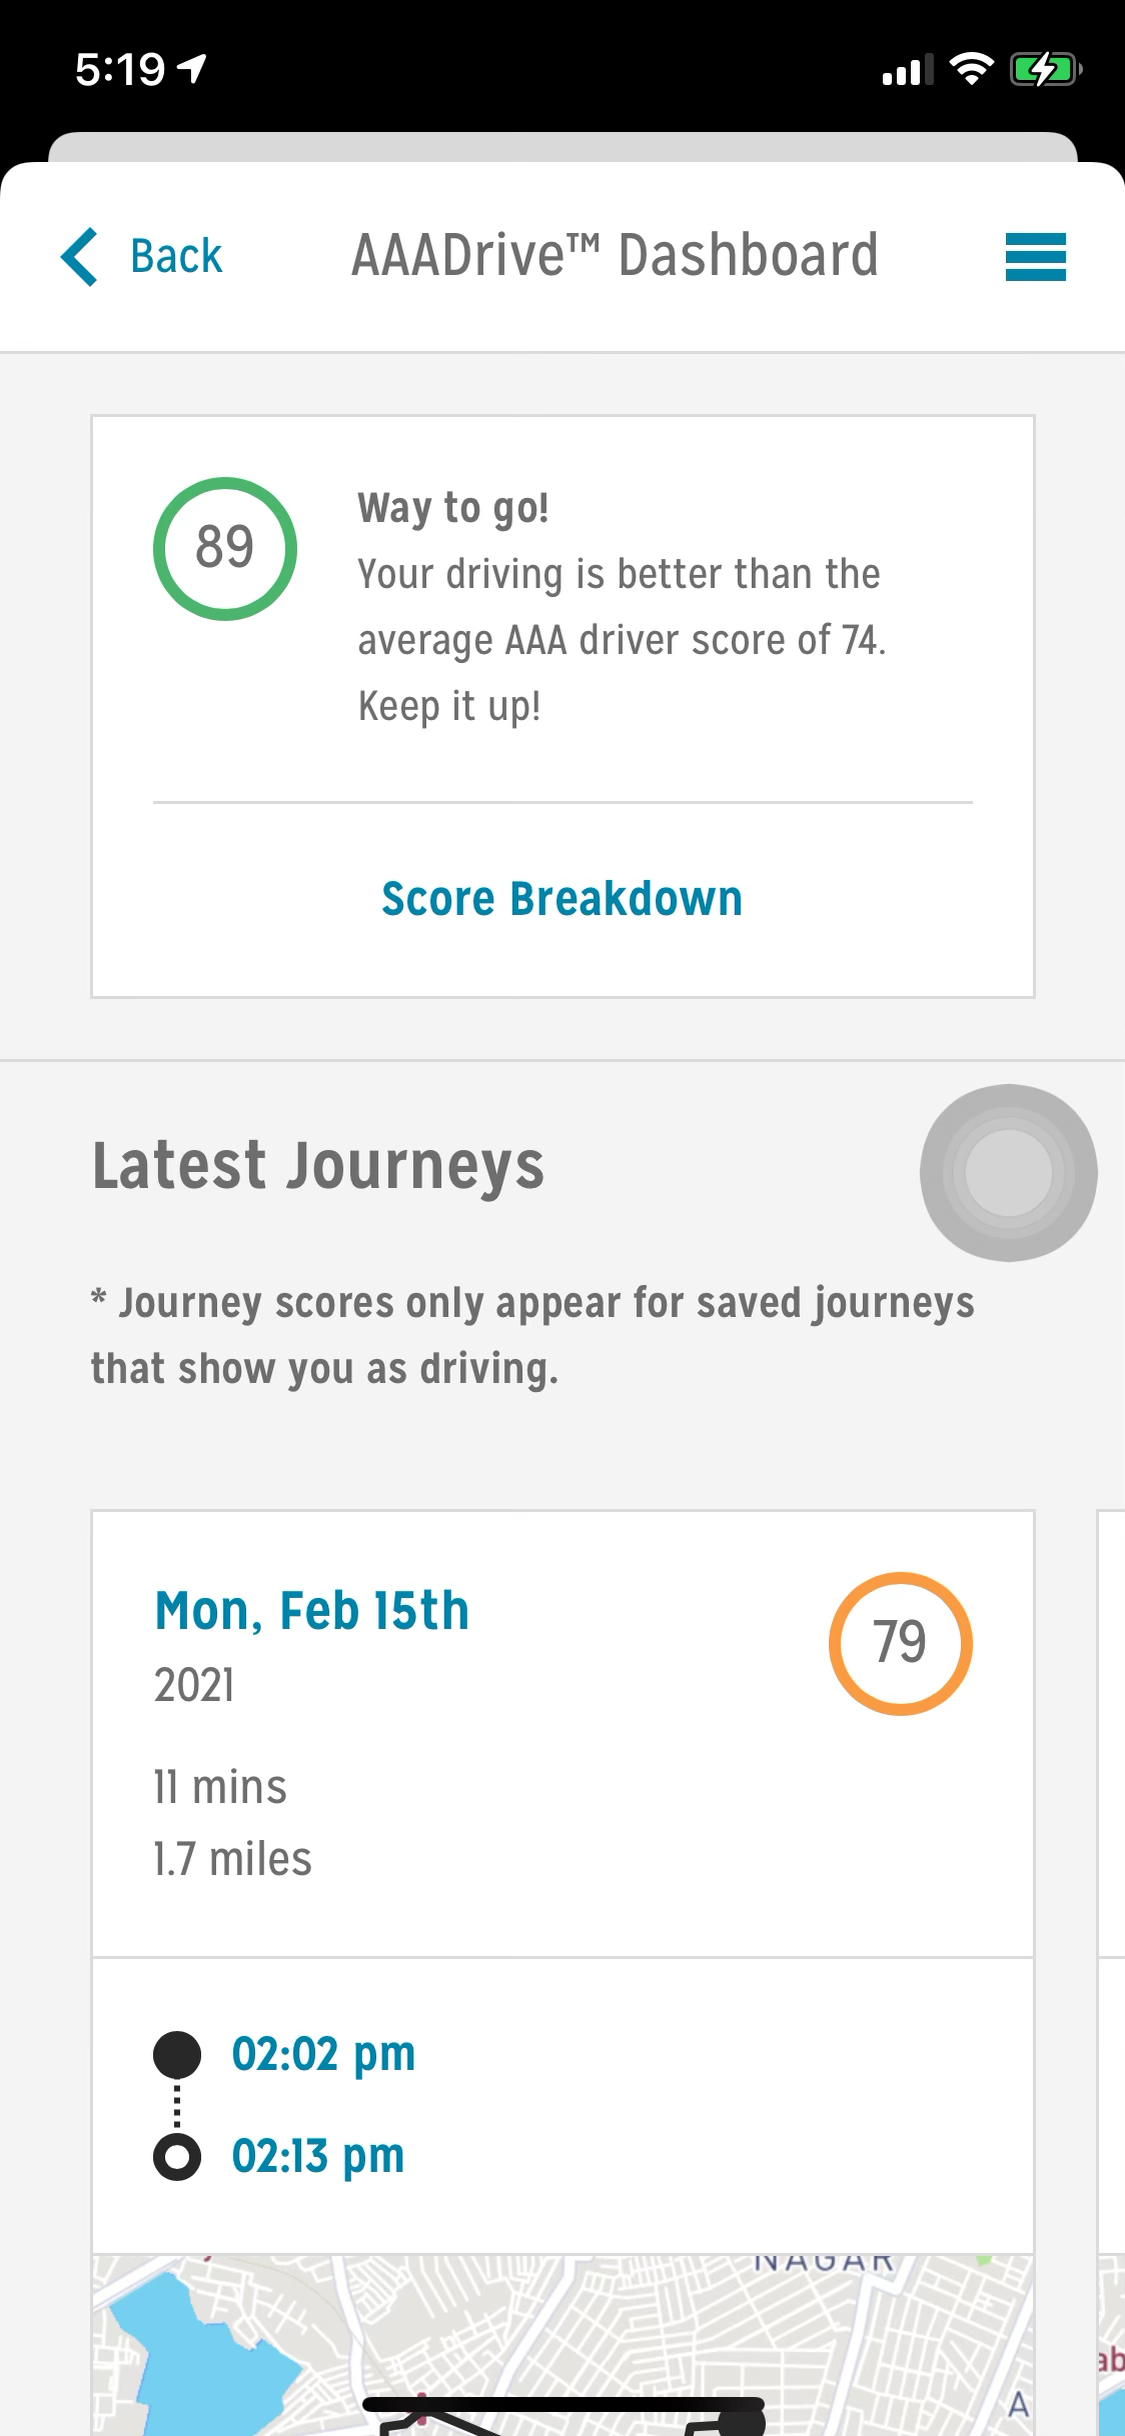 5:19
Back
AAADrive™ Dashboard
89
Way to go!
Your driving is better than the
average AAA driver score of 74.
Keep it up!
Score Breakdown
Latest Journeys
* Journey scores only appear for saved journeys
that show you as driving.
Mon, Feb 15th
79
2021
11 mins
1.7 miles
02:02 pm
02:13 pm
NAGAR
ab
A